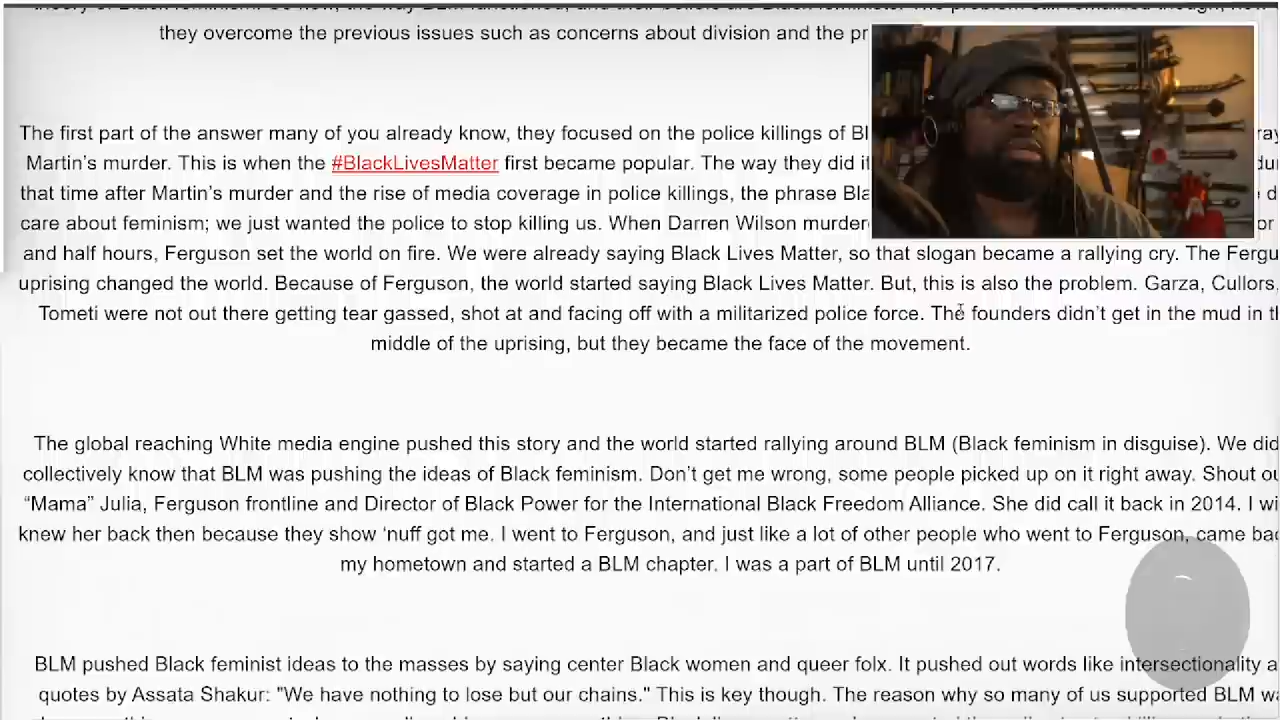 they overcome the previous issues such as concerns about division and the pr
The first part of the answer many of you already know, they focused on the police killings of Bl
Martin’s murder. This is when the #BlackLivesMatter first became popular. The way they did it
that time after Martin’s murder and the rise of media coverage in police killings, the phrase Bla
care about feminism; we just wanted the police to stop killing us. When Darren Wilson murder
and half hours, Ferguson set the world on fire. We were already saying Black Lives Matter, so that slogan became a rallying cry. The Fergu
uprising changed the world. Because of Ferguson, the world started saying Black Lives Matter. But, this is also the problem. Garza, Cullors,
Tometi were not out there getting tear gassed, shot at and facing off with a militarized police force. The founders didn’t get in the mud in t
middle of the uprising, but they became the face of the movement.
The global reaching White media engine pushed this story and the world started rallying around BLM (Black feminism in disguise). We did
collectively know that BLM was pushing the ideas of Black feminism. Don’t get me wrong, some people picked up on it right away. Shout ou
“Mama” Julia, Ferguson frontline and Director of Black Power for the International Black Freedom Alliance. She did call it back in 2014. I wi
knew her back then because they show ‘nuff got me. I went to Ferguson, and just like a lot of other people who went to Ferguson, came bac
my hometown and started a BLM chapter. I was a part of BLM until 2017.
BLM pushed Black feminist ideas to the masses by saying center Black women and queer folx. It pushed out words like intersectionality a
quotes by Assata Shakur: "We have nothing to lose but our chains." This is key though. The reason why so many of us supported BLM wa